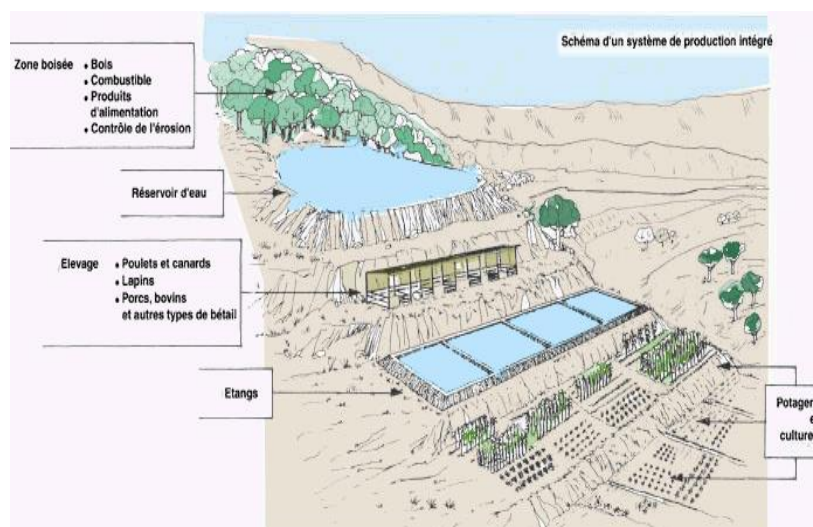 Schéma d'un système de production intégré
Zone boisée • Bois
• Combustible
• Produits
d'alimentation
• Contrôle de l'érosion
Réservoir d'eau
Elevage • Poulets et canards
• Lapins
• Porcs, bovins
et autres types de bétail
Etangs
Potager
e
culture